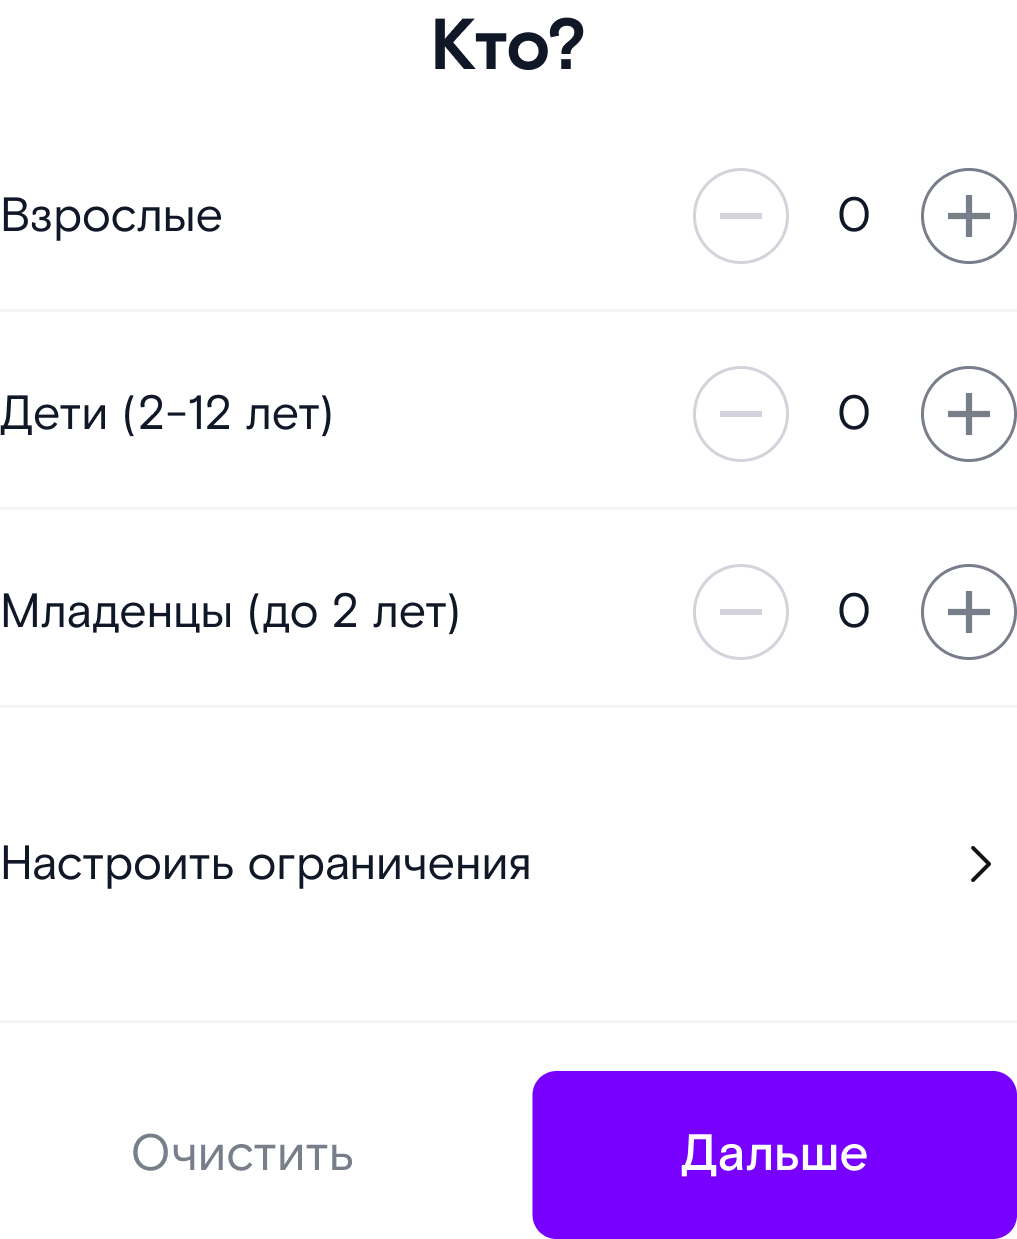 Кто?
Взрослые 0
Дети (2-12 лет) 0
Младенцы (до 2 лет) 0
Настроить ограничения
Очистить Дальше